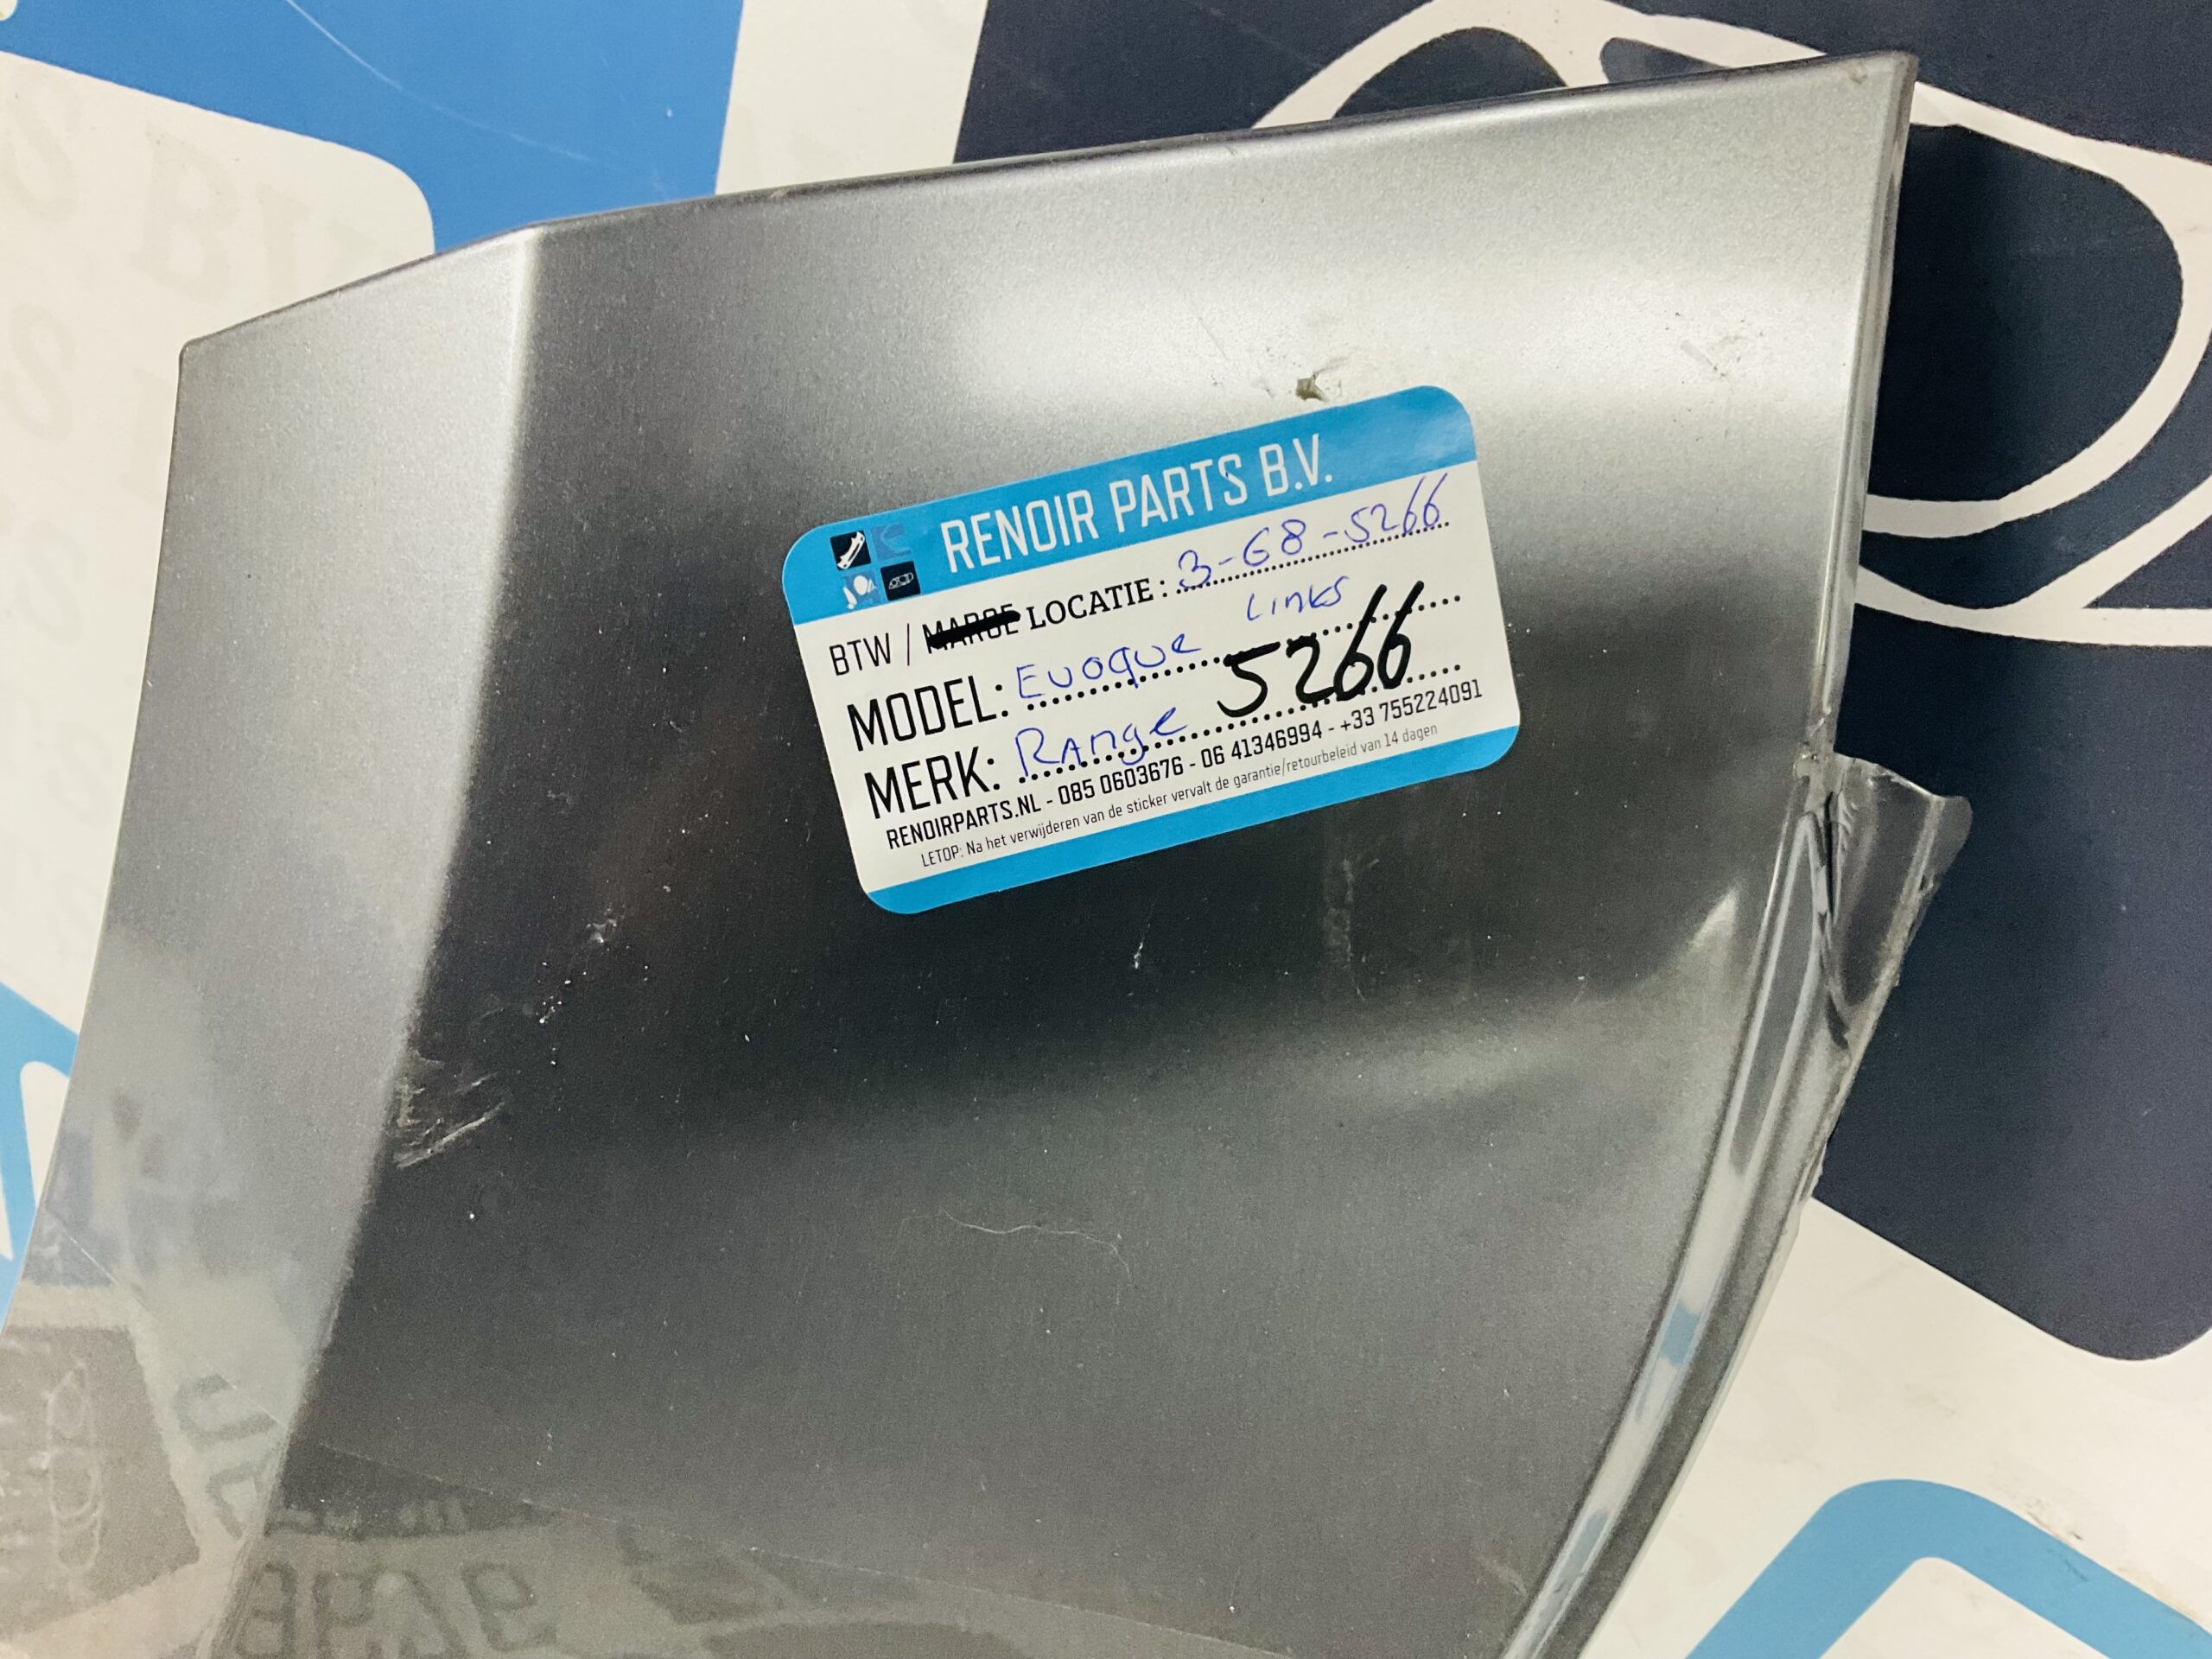 RENOIR PARTS B.V.
BTW / MARGE LOCATIE : 3-G8-5266
Links
MODEL: Evoque
5266
MERK: Range
RENOIRPARTS.NL - 085 0603676 - 06 41346994 - +33 755224091
LETOP: Na het verwijderen van de sticker vervalt de garantie/retourbeleid van 14 dagen